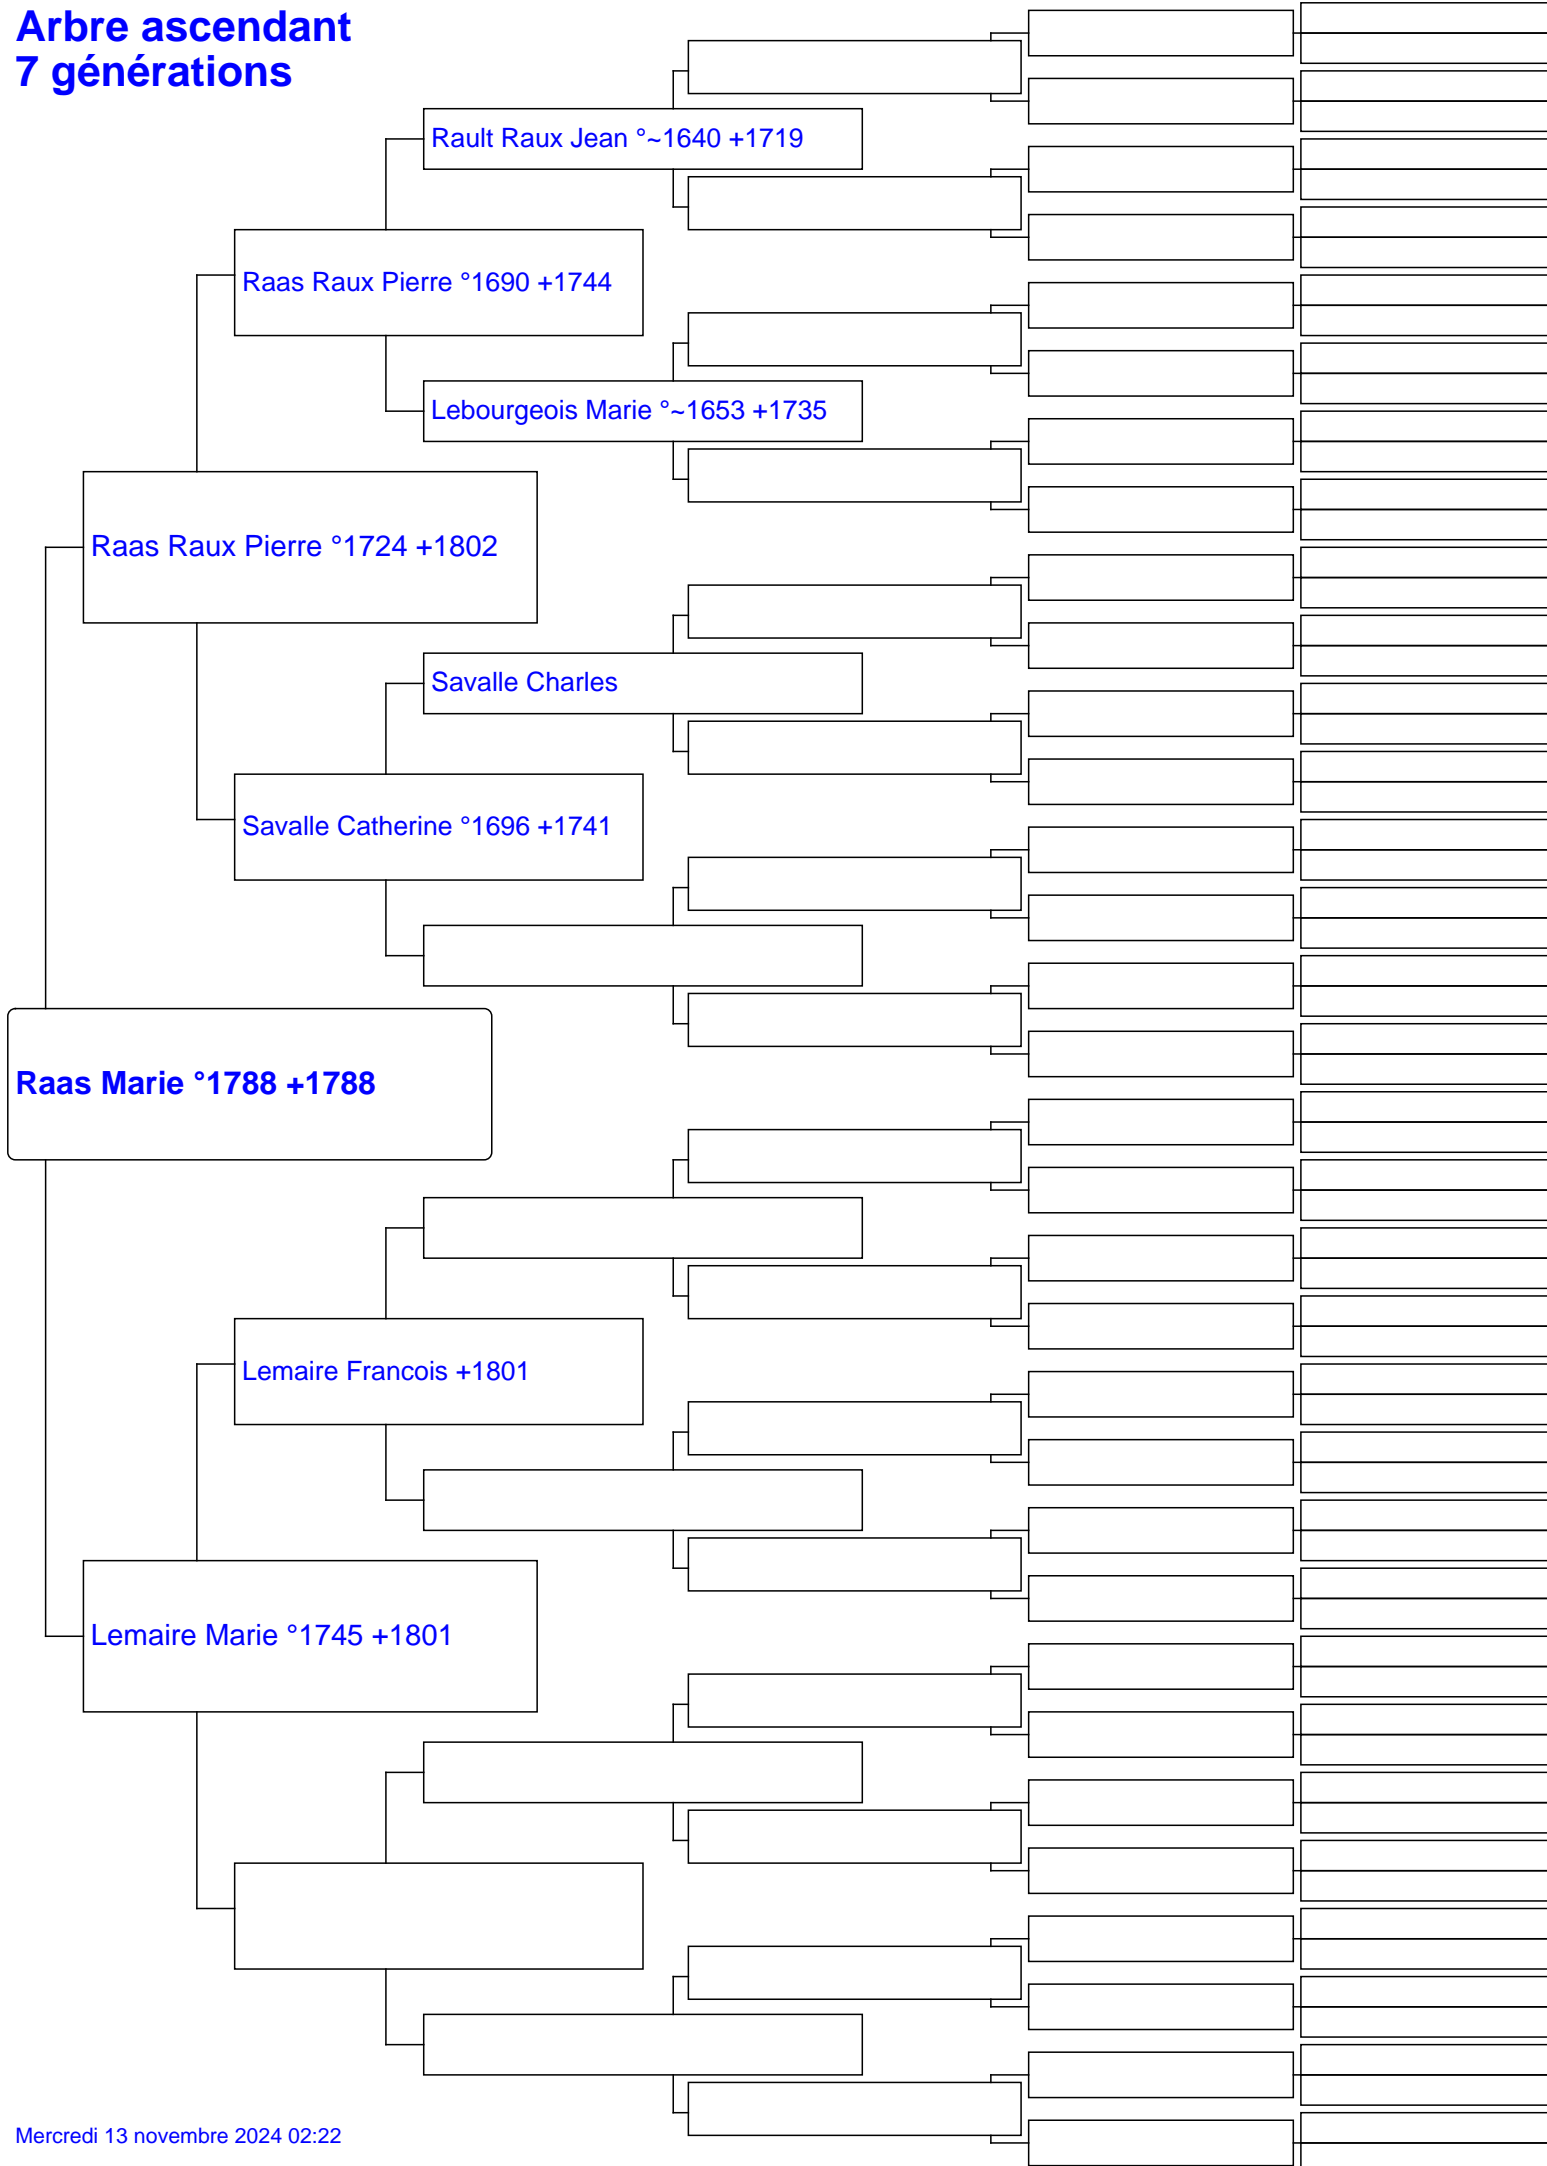 Arbre ascendant
7 générations
Rault Raux Jean °~1640 +1719
Raas Raux Pierre °1690 +1744
Lebourgeois Marie °~1653 +1735
Raas Raux Pierre °1724 +1802
Savalle Charles
Savalle Catherine °1696 +1741
Raas Marie °1788 +1788
Lemaire Francois +1801
Lemaire Marie °1745 +1801
Mercredi 13 novembre 2024 02:22